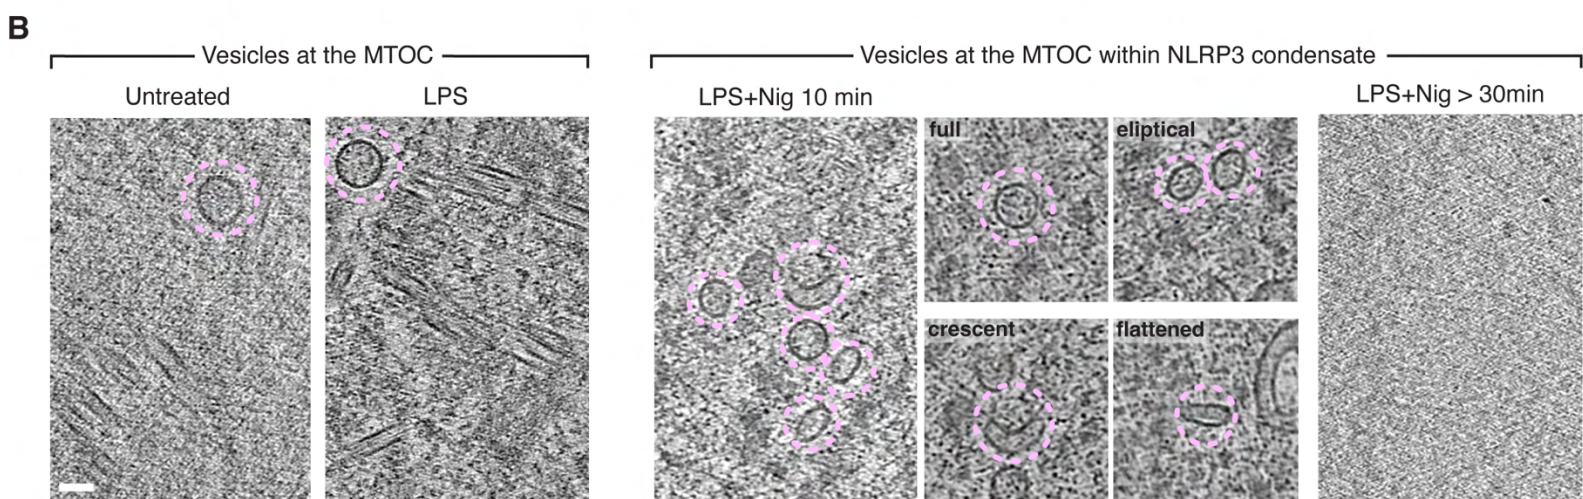 B
Vesicles at the MTOC
Vesicles at the MTOC within NLRP3 condensate
Untreated
LPS
LPS+Nig 10 min
LPS+Nig > 30min
full
eliptical
crescent
flattened